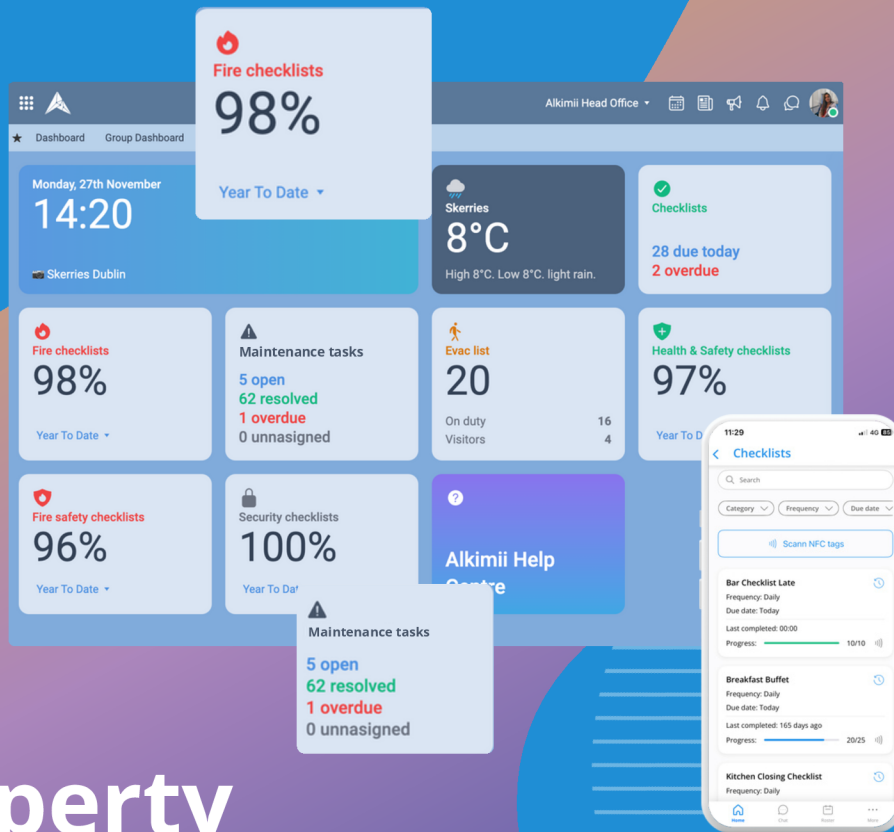 Fire checklists
98%
Year To Date
Alkimii Head Office
Dashboard Group Dashboard
Monday, 27th November
14:20
Skerries Dublin
Skerries
8°C
High 8°C. Low 8°C. light rain.
Checklists
28 due today
2 overdue
Fire checklists
98%
Year To Date
Maintenance tasks
5 open
62 resolved
1 overdue
0 unnasigned
Evac list
20
On duty 16
Visitors 4
Health & Safety checklists
97%
Year To D
Fire safety checklists
96%
Year To Date
Security checklists
100%
Year To Dat
Alkimii Help
Centre
Maintenance tasks
5 open
62 resolved
1 overdue
0 unnasigned
11:29 4G 85
Checklists
Search
Category Frequency Due date
Scann NFC tags
Bar Checklist Late
Frequency: Daily
Due date: Today
Last completed: 00:00
Progress: 10/10
Breakfast Buffet
Frequency: Daily
Due date: Today
Last completed: 165 days ago
Progress: 20/25
Kitchen Closing Checklist
Frequency: Daily
Home Chat Roster More
perty